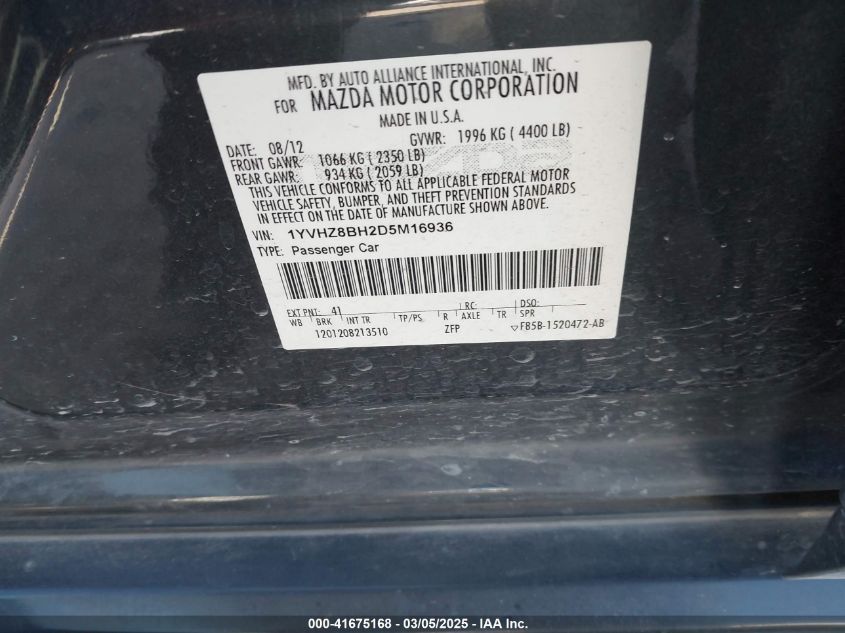 MFD. BY AUTO ALLIANCE INTERNATIONAL, INC.
FOR MAZDA MOTOR CORPORATION
MADE IN U.S.A.
DATE: 08/12 GVWR: 1996 KG ( 4400 LB)
FRONT GAWR: 1066 KG ( 2350 LB)
REAR GAWR: 934 KG ( 2059 LB)
THIS VEHICLE CONFORMS TO ALL APPLICABLE FEDERAL MOTOR
VEHICLE SAFETY, BUMPER, AND THEFT PREVENTION STANDARDS
IN EFFECT ON THE DATE OF MANUFACTURE SHOWN ABOVE.
VIN: 1YVHZ8BH2D5M16936
TYPE: Passenger Car
EXT PNT: 41 RC: DSO:
WB BRK INT TR TP/PS R AXLE TR SPR
1201208213510 ZFP F85B-1520472-AB
000-41675168 — 03/05/2025 — IAA Inc.